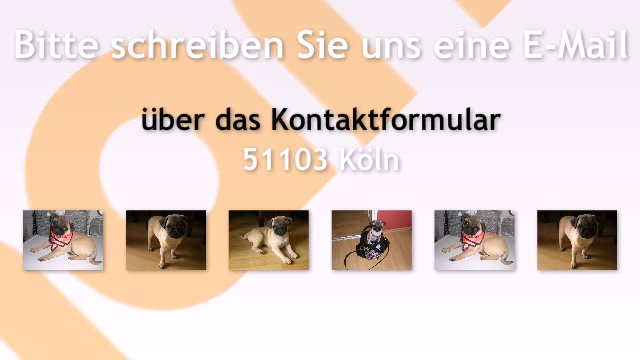 Bitte schreiben Sie uns eine E-Mail
über das Kontaktformular
51103 Köln